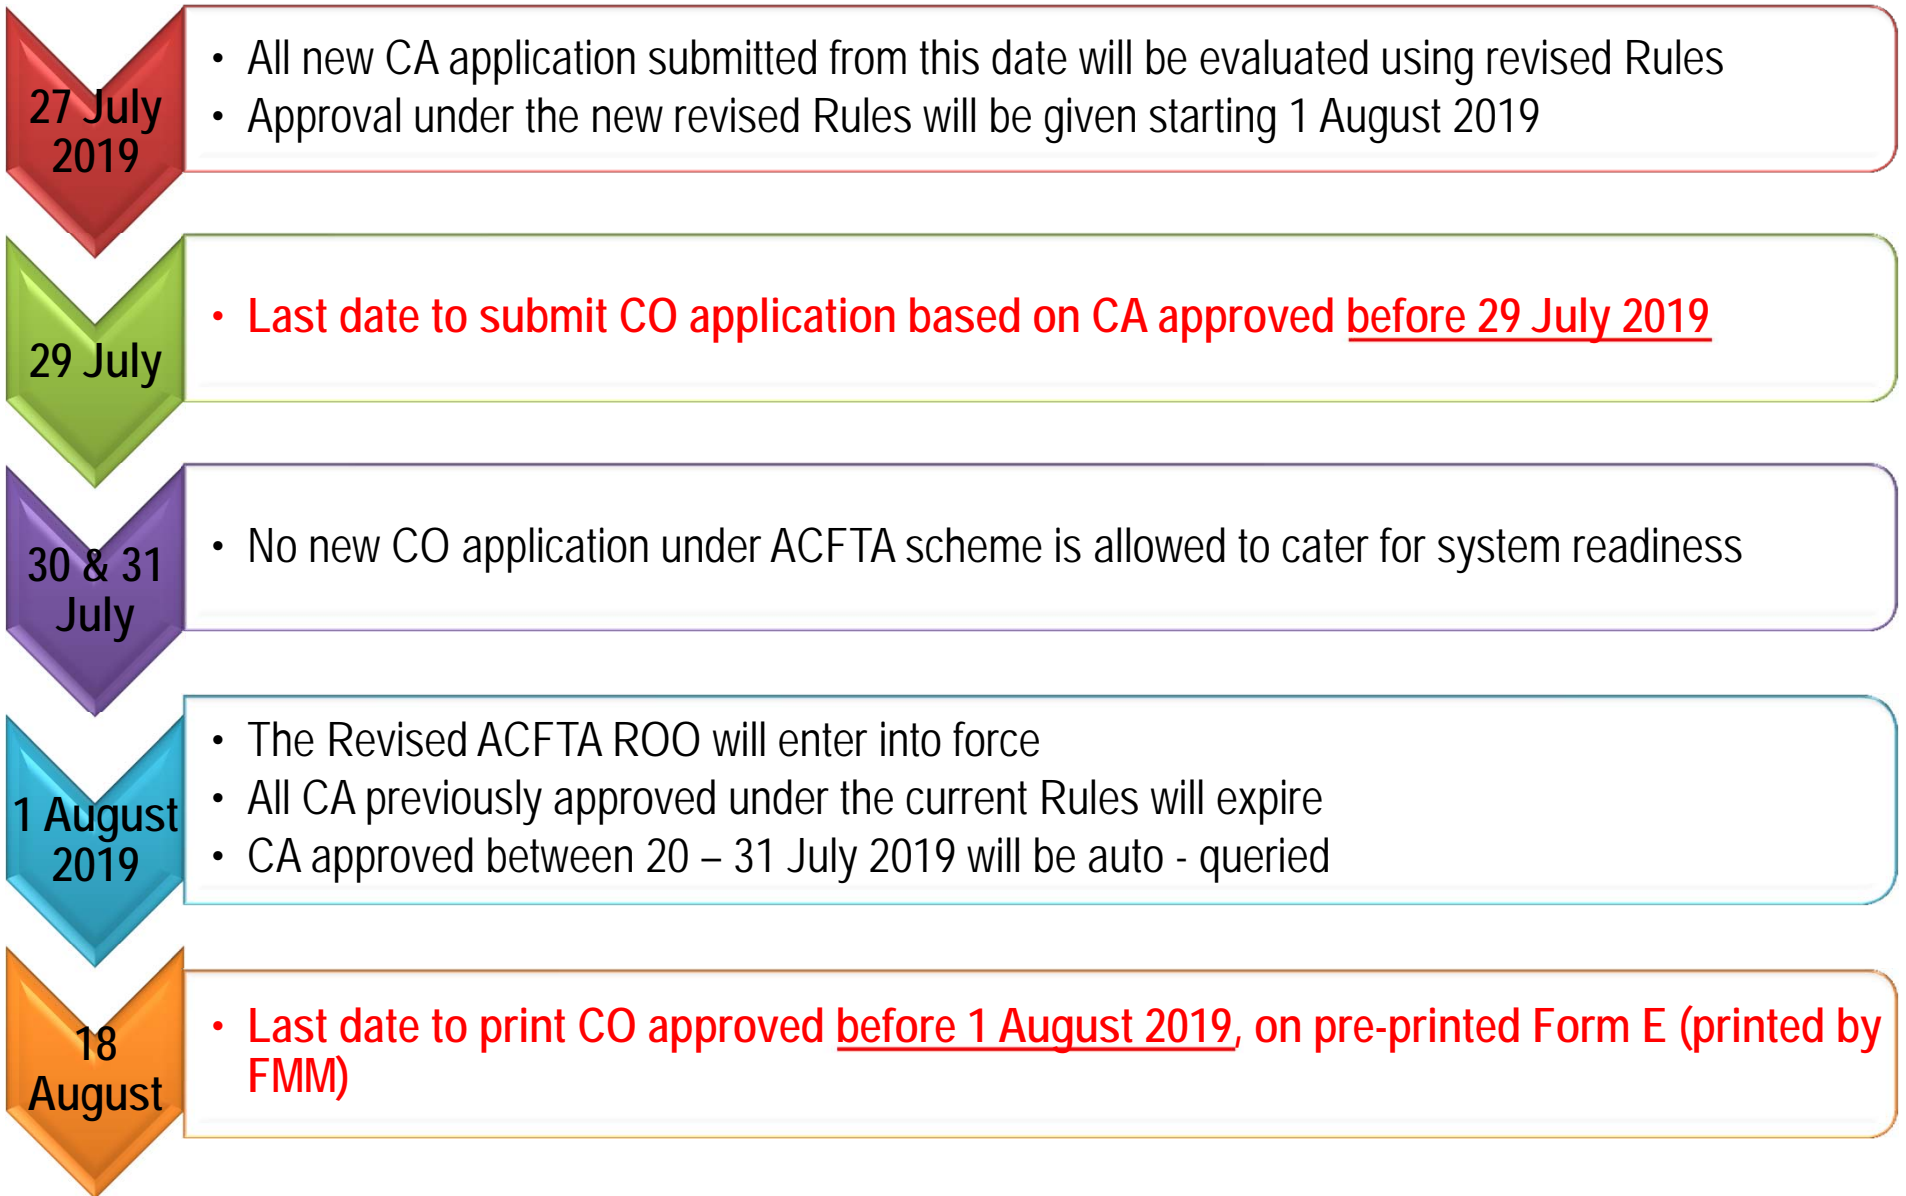 27 July
2019
• All new CA application submitted from this date will be evaluated using revised Rules
• Approval under the new revised Rules will be given starting 1 August 2019
29 July
• Last date to submit CO application based on CA approved before 29 July 2019
30 & 31
July
• No new CO application under ACFTA scheme is allowed to cater for system readiness
1 August
2019
• The Revised ACFTA ROO will enter into force
• All CA previously approved under the current Rules will expire
• CA approved between 20 – 31 July 2019 will be auto - queried
18
August
• Last date to print CO approved before 1 August 2019, on pre-printed Form E (printed by
FMM)